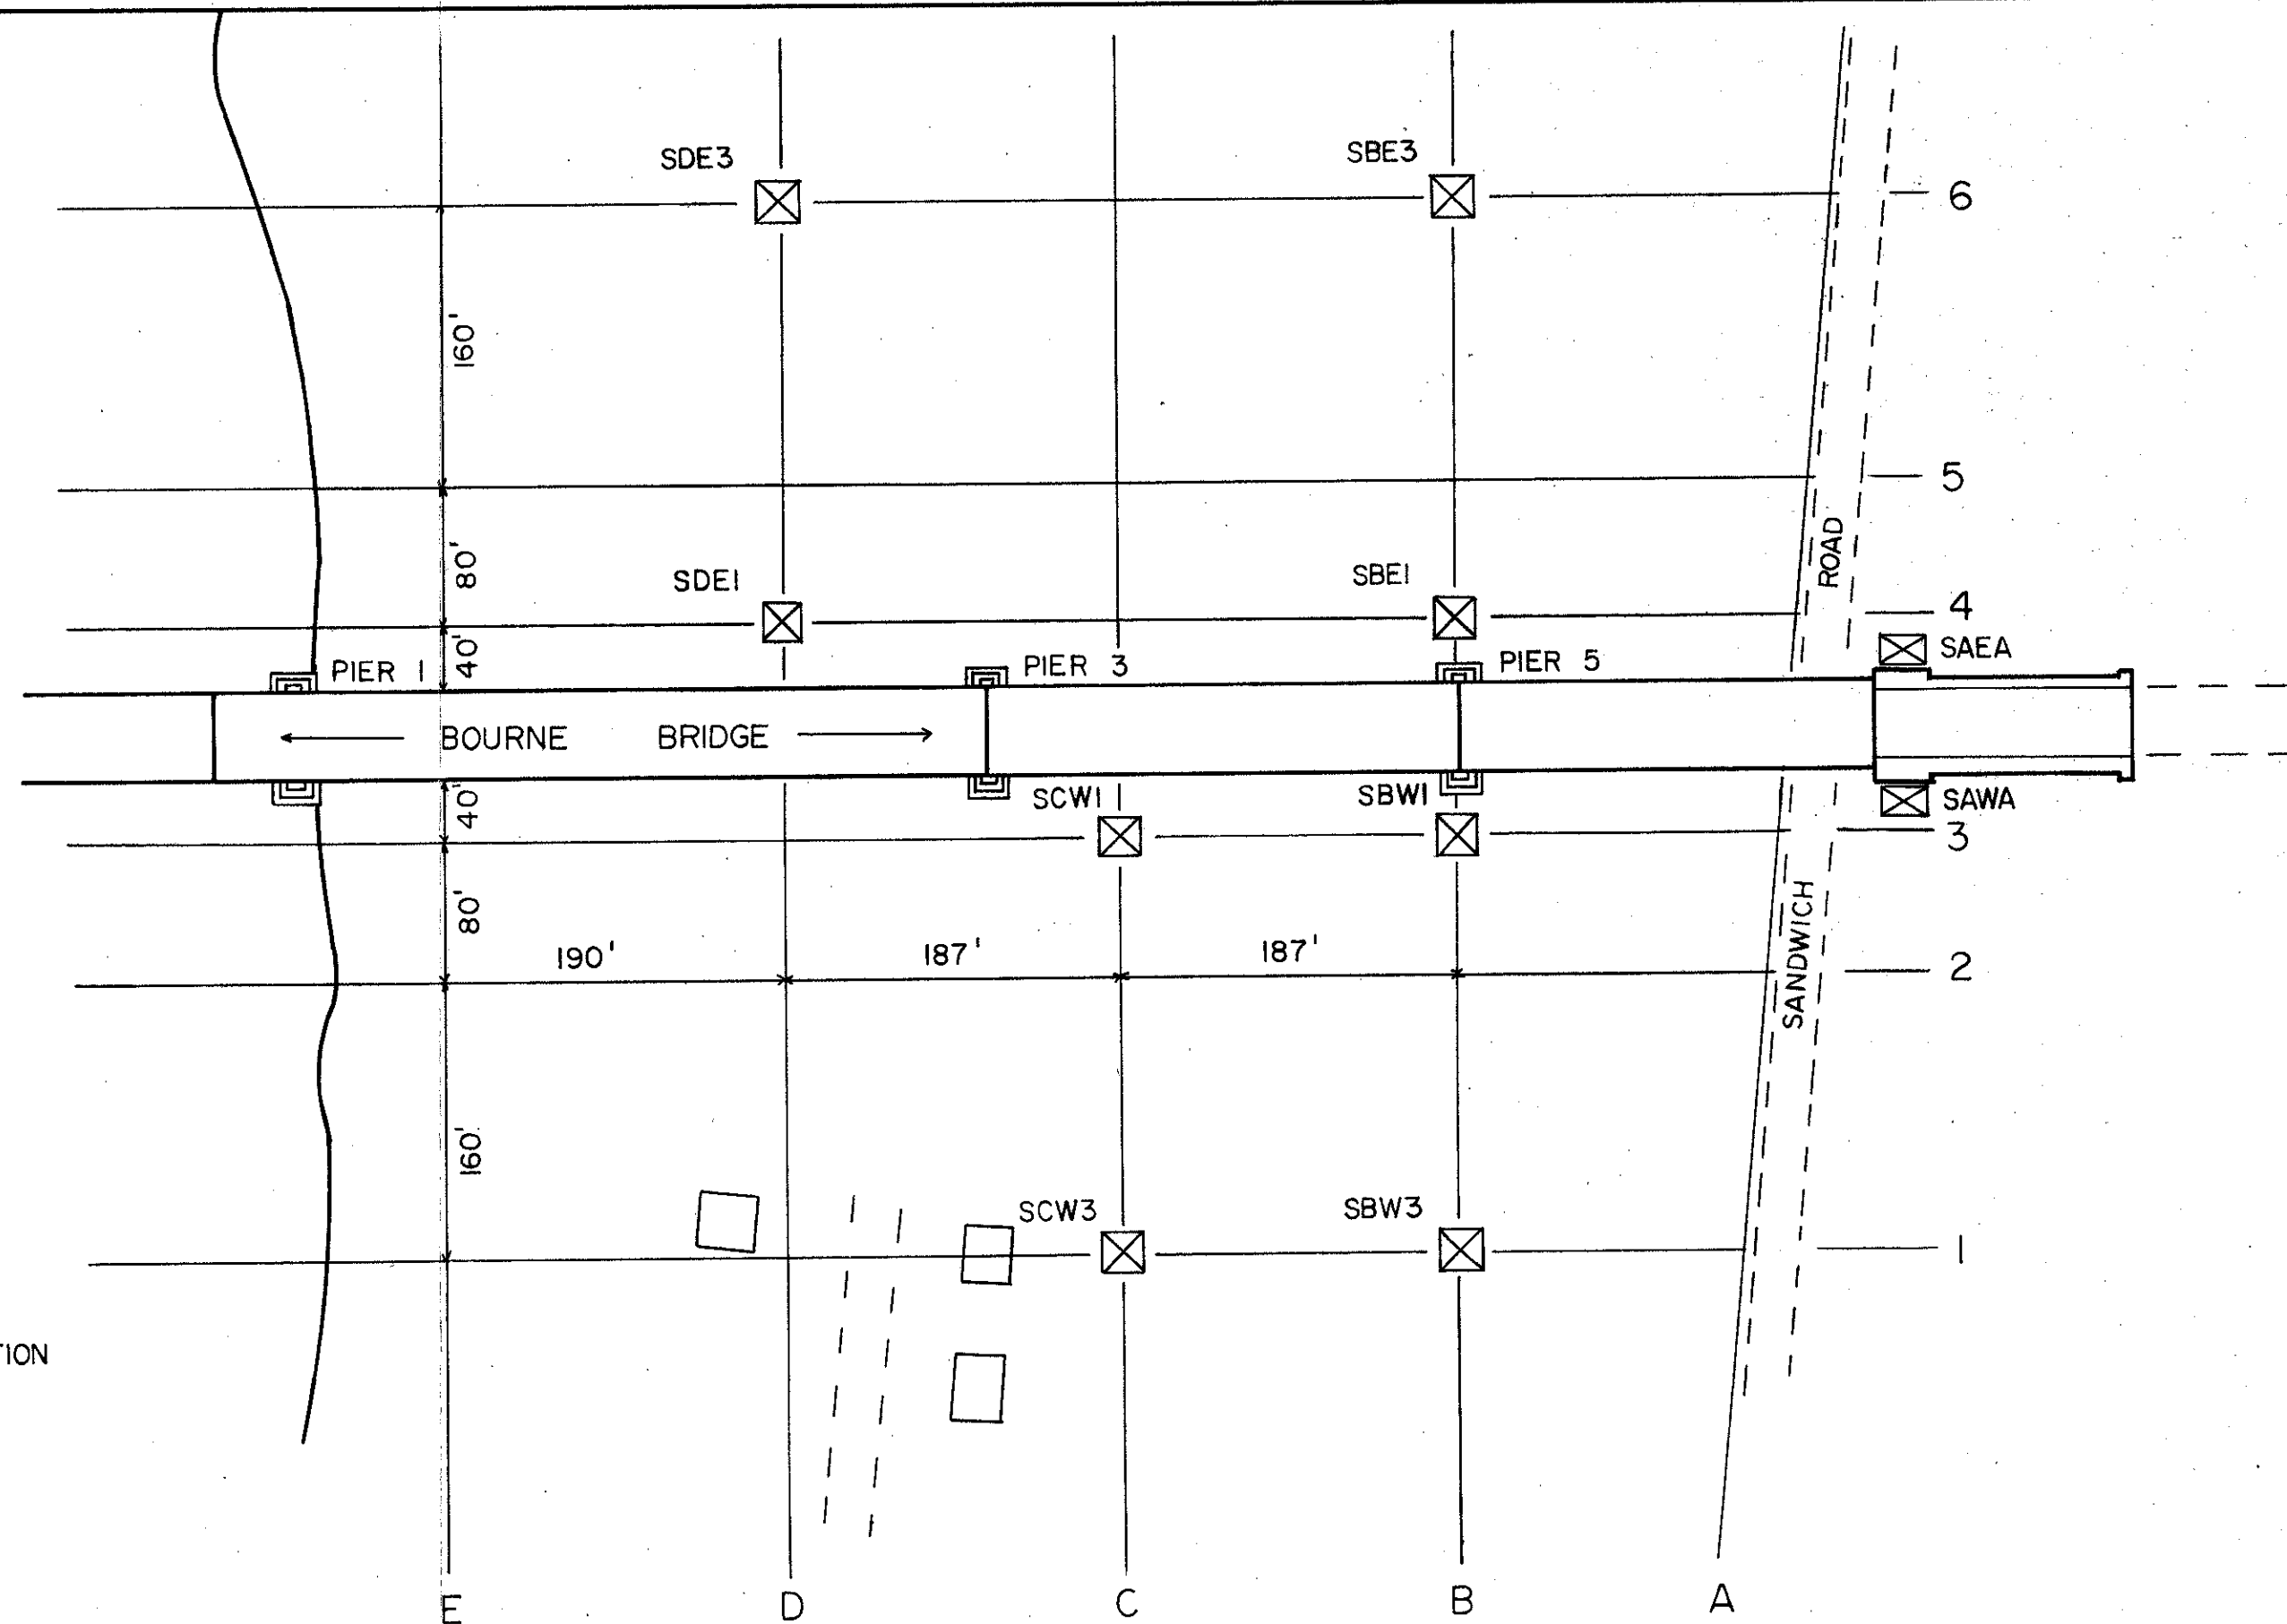 SDE3
SBE3
6
160'
5
80'
ROAD
SDE1
SBE1
4
40'
PIER 1
PIER 3
PIER 5
SAEA
BOURNE BRIDGE
40'
SCW1
SBW1
SAWA
3
80'
SANDWICH
190'
187'
187'
2
160'
SCW3
SBW3
1
TION
E
D
C
B
A